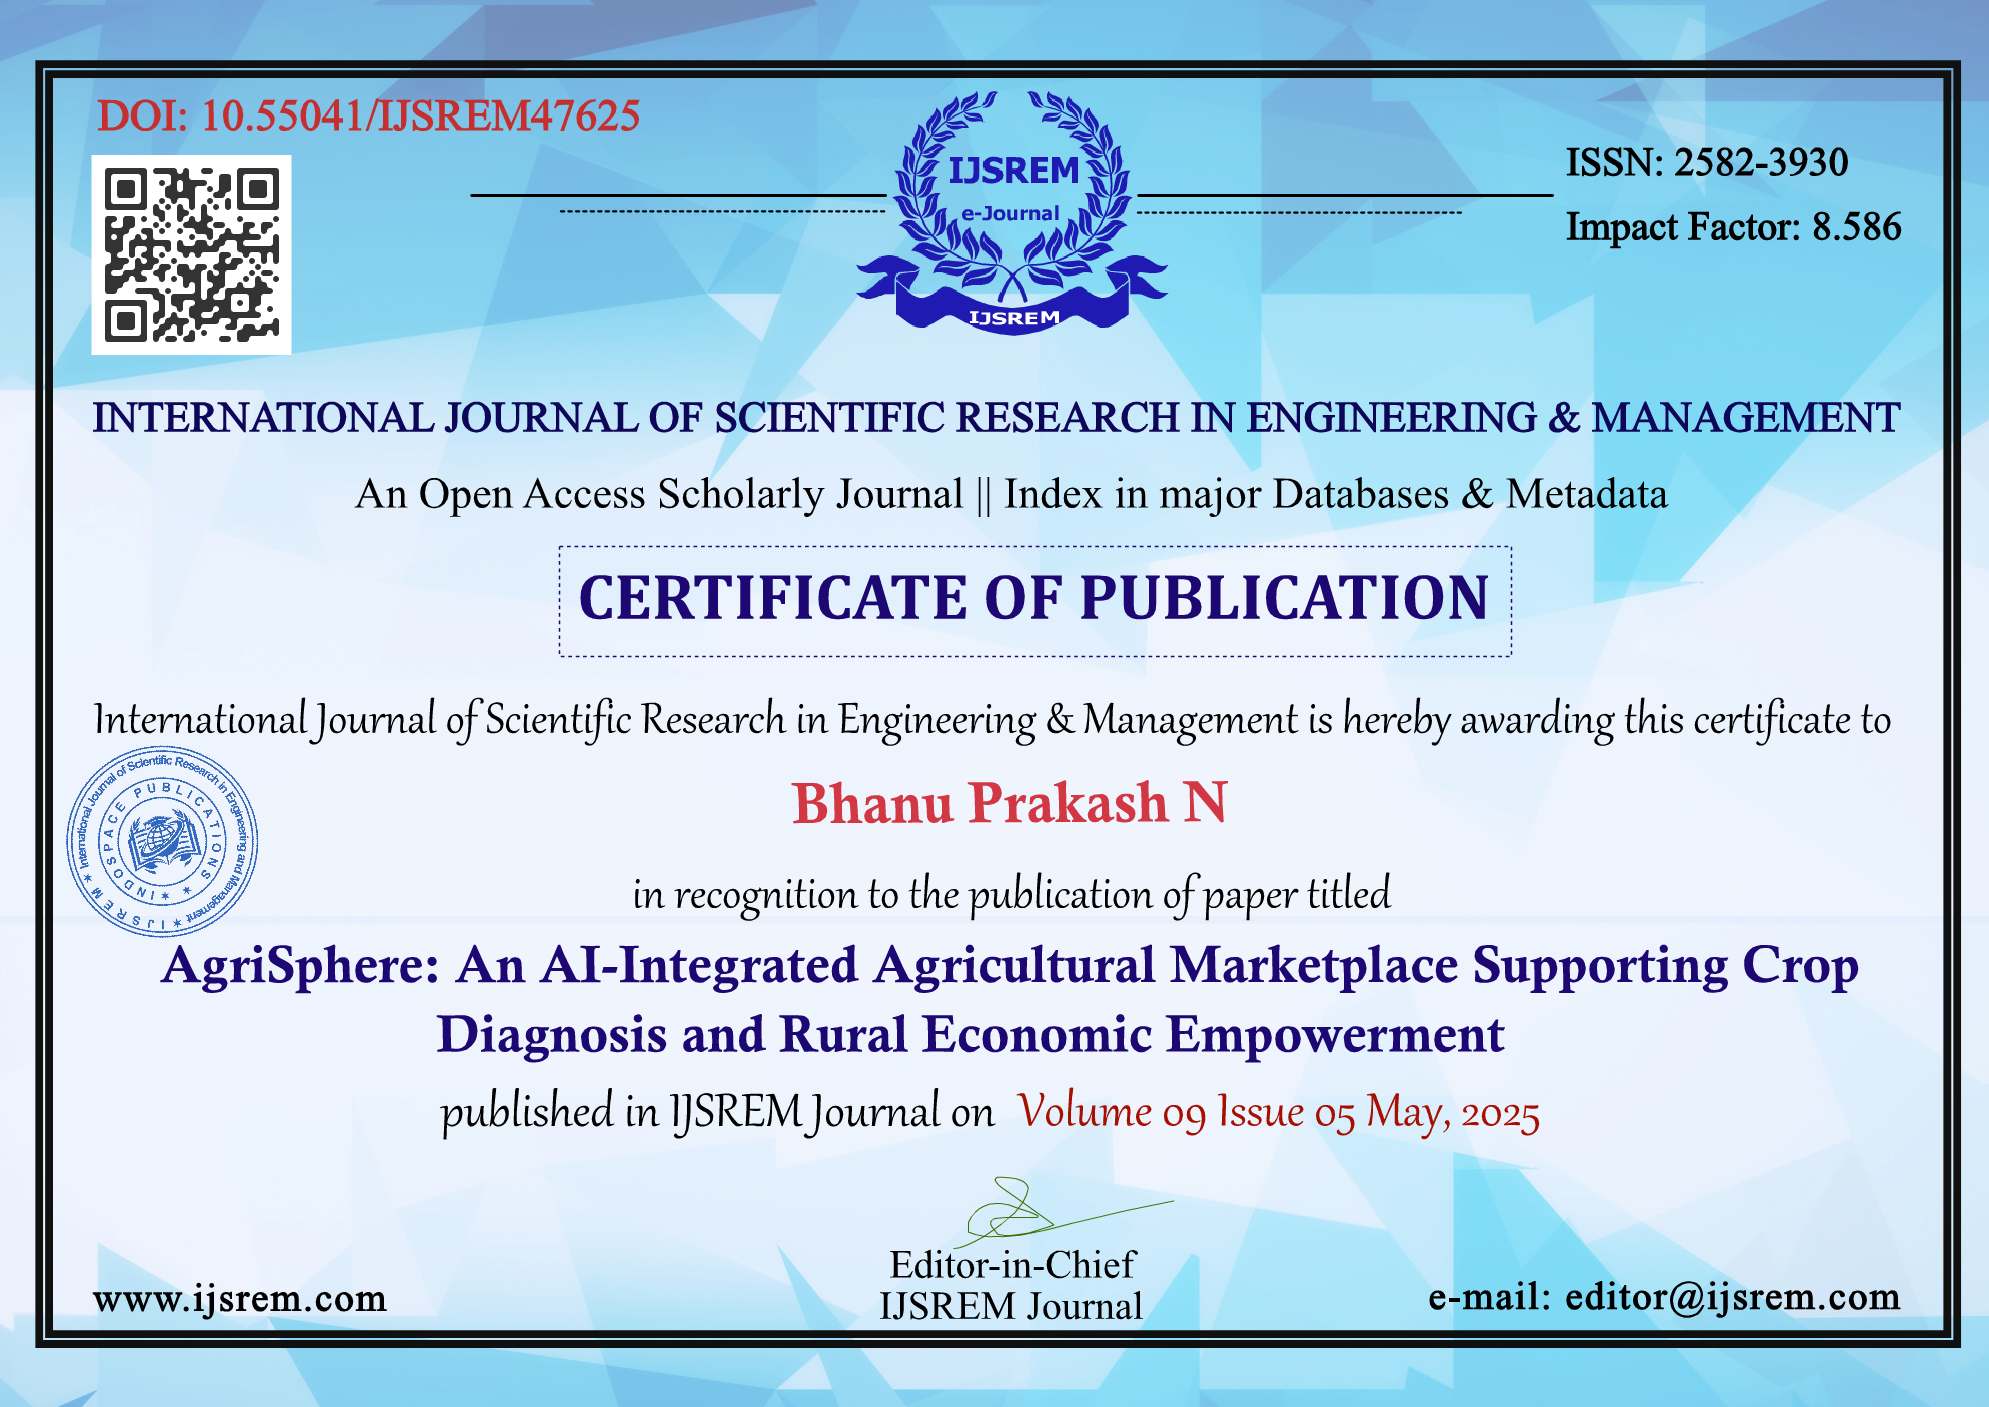 DOI: 10.55041/IJSREM47625
IJSREM
e-Journal
IJSREM
ISSN: 2582-3930
Impact Factor: 8.586
INTERNATIONAL JOURNAL OF SCIENTIFIC RESEARCH IN ENGINEERING & MANAGEMENT
An Open Access Scholarly Journal || Index in major Databases & Metadata
CERTIFICATE OF PUBLICATION
International Journal of Scientific Research in Engineering & Management is hereby awarding this certificate to
Bhanu Prakash N
International Journal of Scientific Research in Engineering and Management ★ IJSREM ★
INDOSPACE PUBLICATIONS ★ ★
in recognition to the publication of paper titled
AgriSphere: An AI-Integrated Agricultural Marketplace Supporting Crop
Diagnosis and Rural Economic Empowerment
published in IJSREM Journal on Volume 09 Issue 05 May, 2025
Editor-in-Chief
IJSREM Journal
www.ijsrem.com
e-mail: editor@ijsrem.com